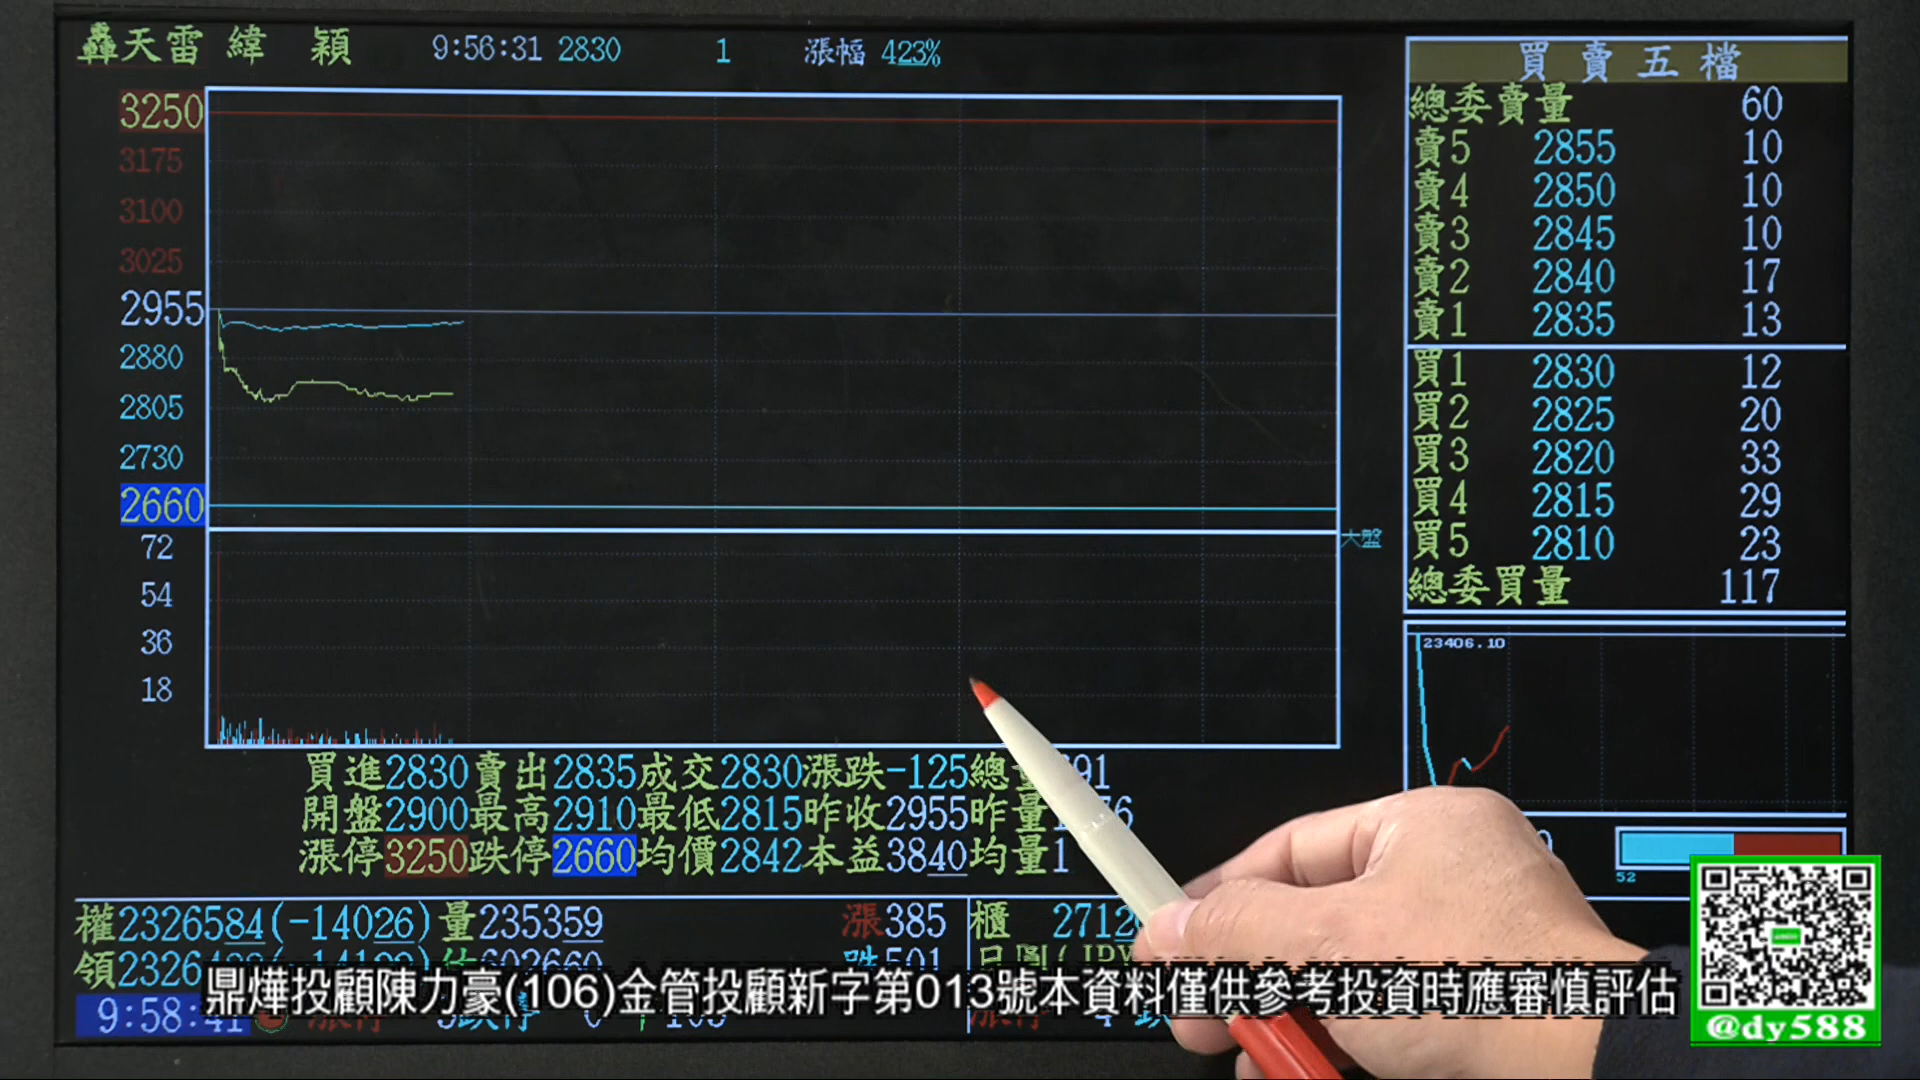 轟天雷 緯 穎 9:56:31 2830 1 漲幅 423%
3250
3175
3100
3025
2955
2880
2805
2730
2660
72
54
36
18
大盤
買賣五檔
總委賣量 60
賣5 2855 10
賣4 2850 10
賣3 2845 10
賣2 2840 17
賣1 2835 13
買1 2830 12
買2 2825 20
買3 2820 33
買4 2815 29
買5 2810 23
總委買量 117
23406.10
52
買進2830賣出2835成交2830漲跌-125總
開盤2900最高2910最低2815昨收2955昨量
漲停3250跌停2660均價2842本益3840均量1
權2326584(-14026)量235359 漲385 櫃
鼎燁投顧陳力豪(106)金管投顧新字第013號本資料僅供參考投資時應審慎評估
9:58:41
@dy588